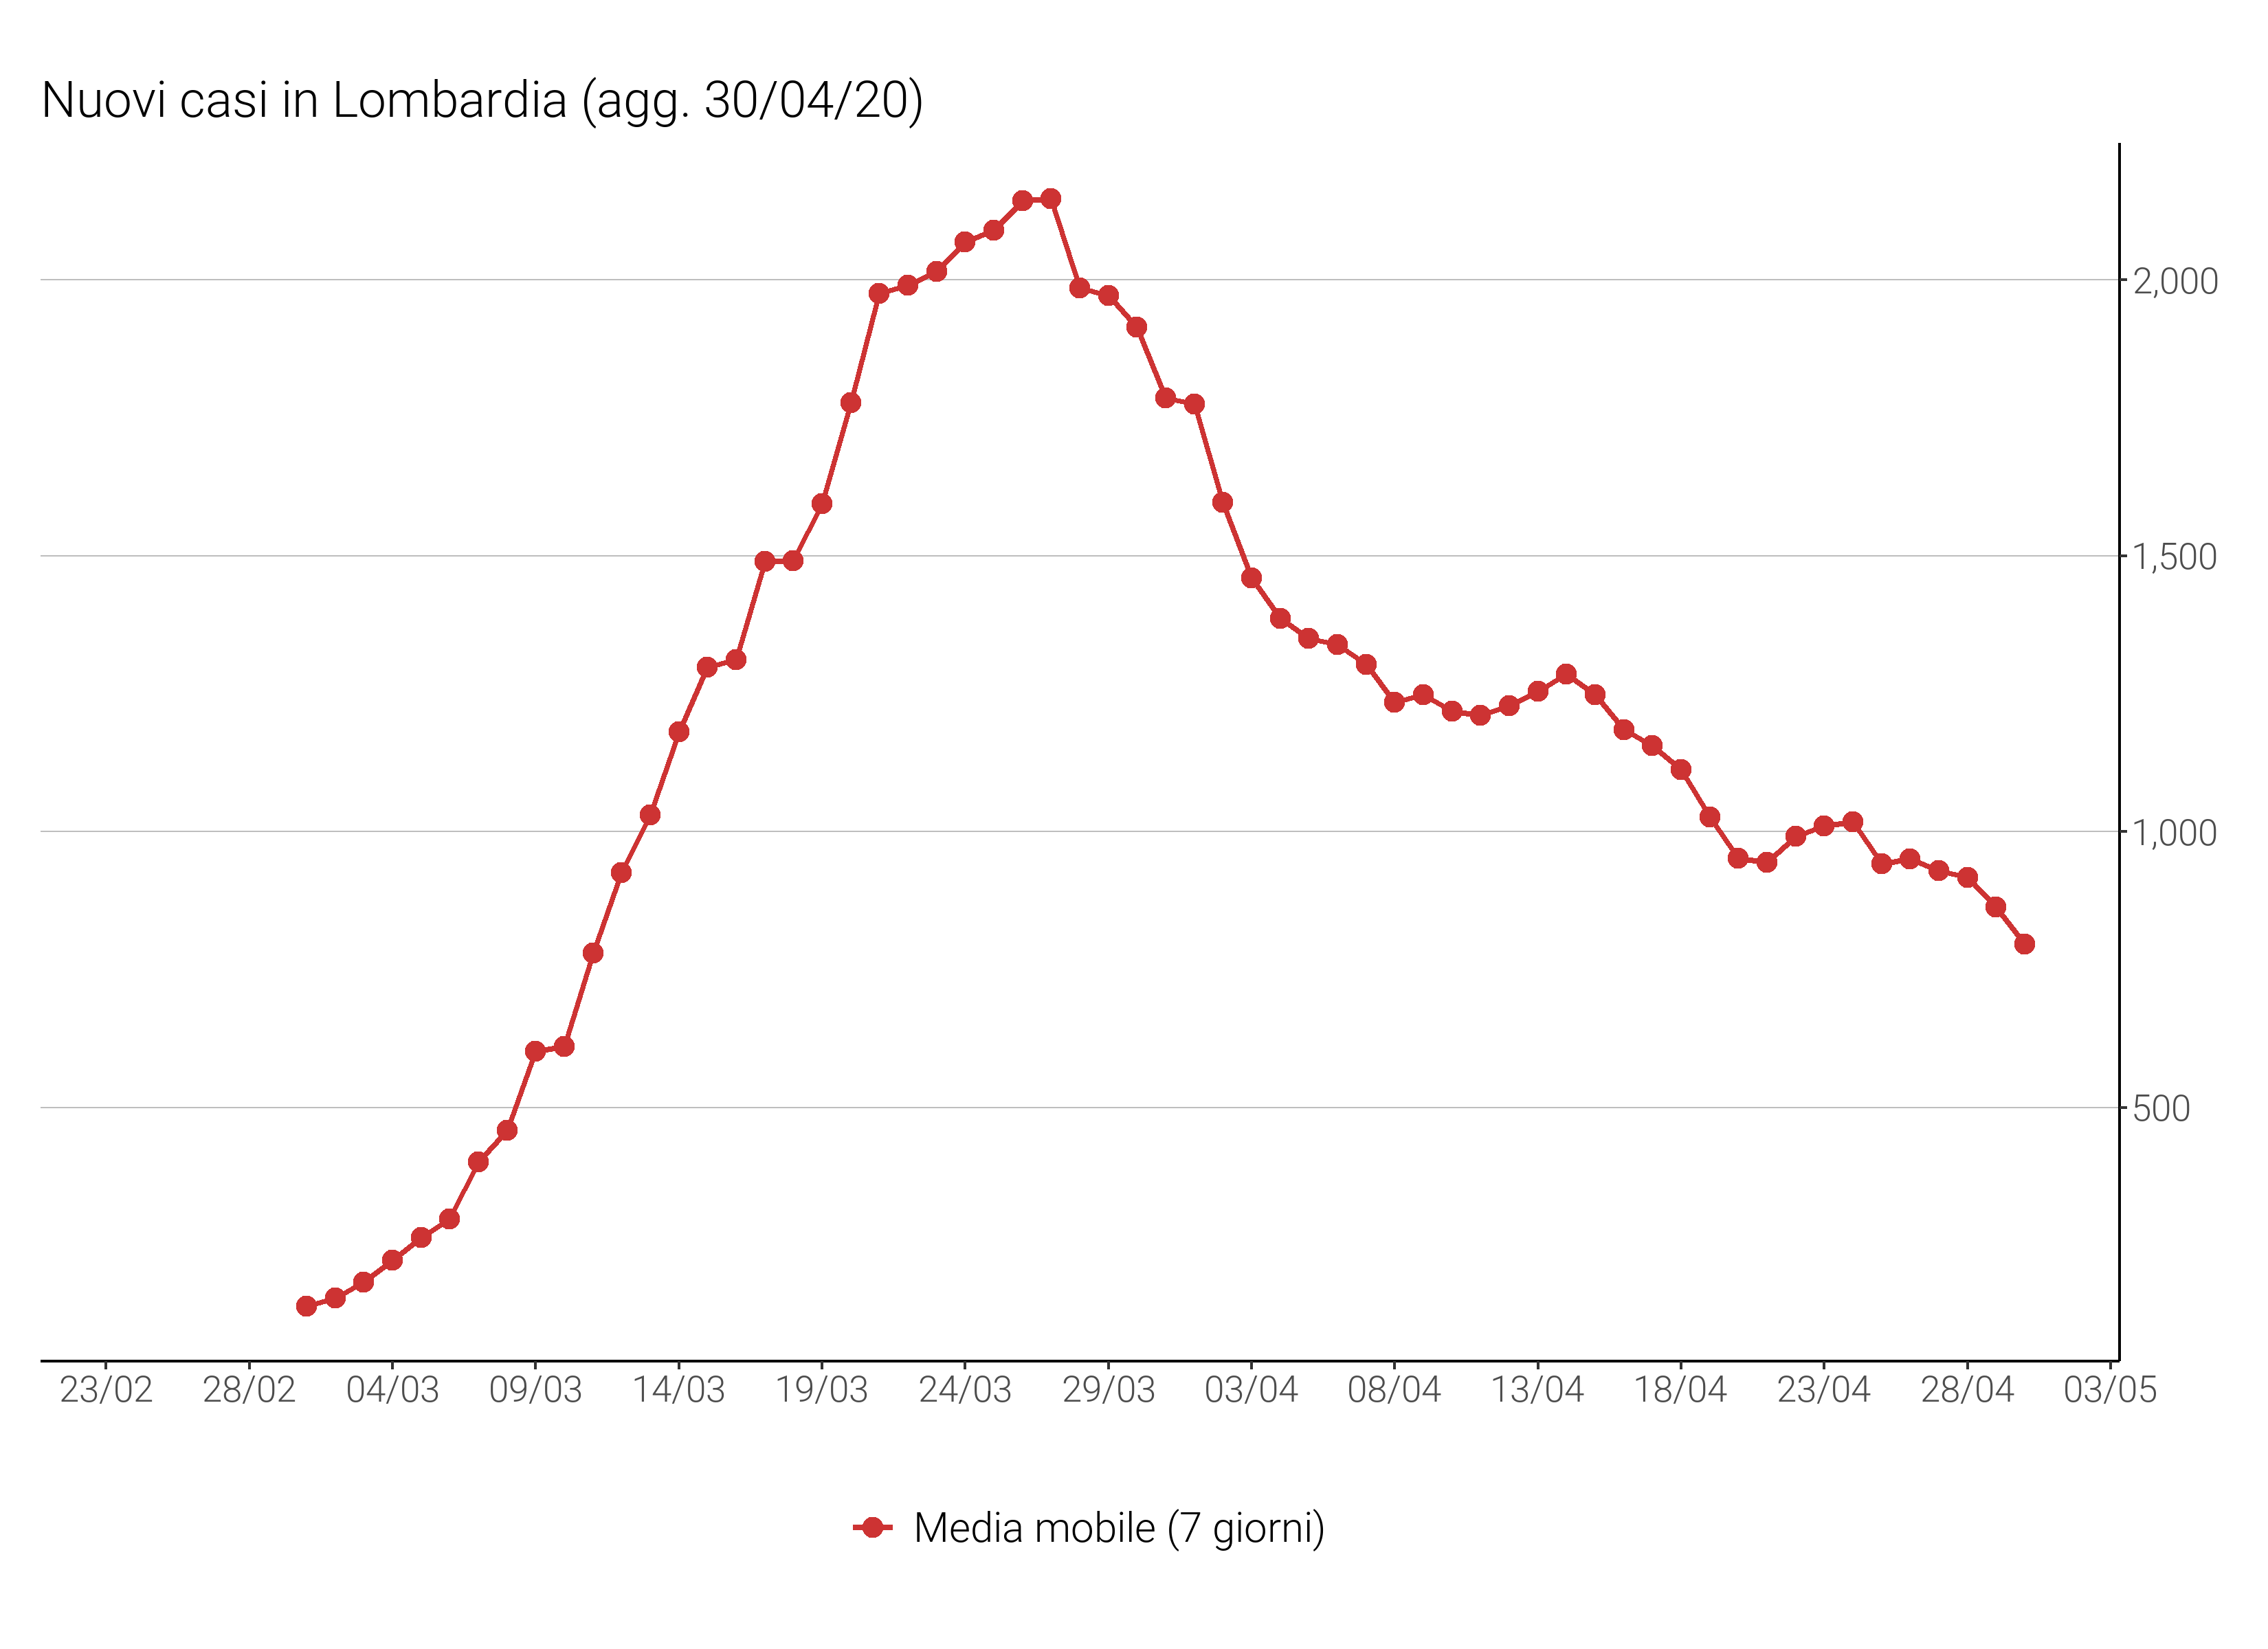 Nuovi casi in Lombardia (agg. 30/04/20)
2,000
1,500
1,000
500
23/02 28/02 04/03 09/03 14/03 19/03 24/03 29/03 03/04 08/04 13/04 18/04 23/04 28/04 03/05
Media mobile (7 giorni)